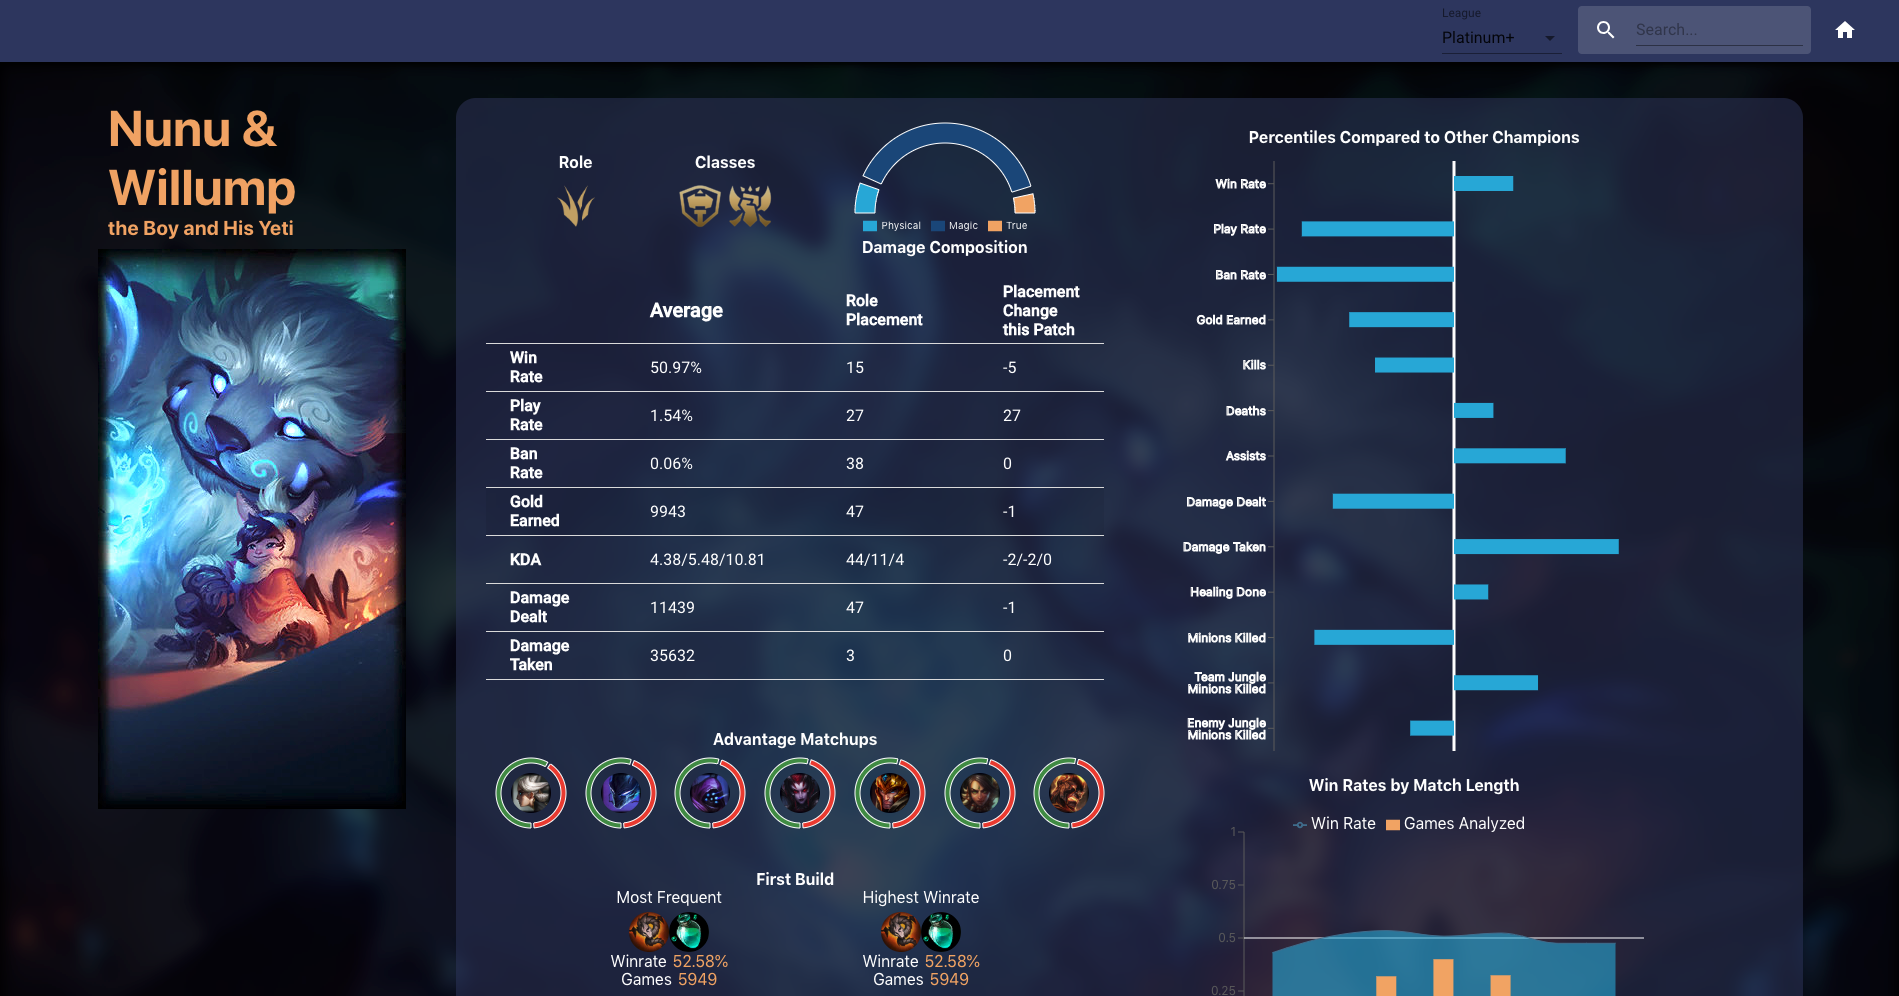 League
Platinum+
Search...
Nunu &
Willump
the Boy and His Yeti
Role
Classes
Physical
Magic
True
Damage Composition
Average
Role
Placement
Placement
Change
this Patch
Win
Rate
50.97%
15
-5
Play
Rate
1.54%
27
27
Ban
Rate
0.06%
38
0
Gold
Earned
9943
47
-1
KDA
4.38/5.48/10.81
44/11/4
-2/-2/0
Damage
Dealt
11439
47
-1
Damage
Taken
35632
3
0
Advantage Matchups
First Build
Most Frequent
Winrate 52.58%
Games 5949
Highest Winrate
Winrate 52.58%
Games 5949
Percentiles Compared to Other Champions
Win Rate
Play Rate
Ban Rate
Gold Earned
Kills
Deaths
Assists
Damage Dealt
Damage Taken
Healing Done
Minions Killed
Team Jungle
Minions Killed
Enemy Jungle
Minions Killed
Win Rates by Match Length
Win Rate
Games Analyzed
1
0.75
0.5
0.25